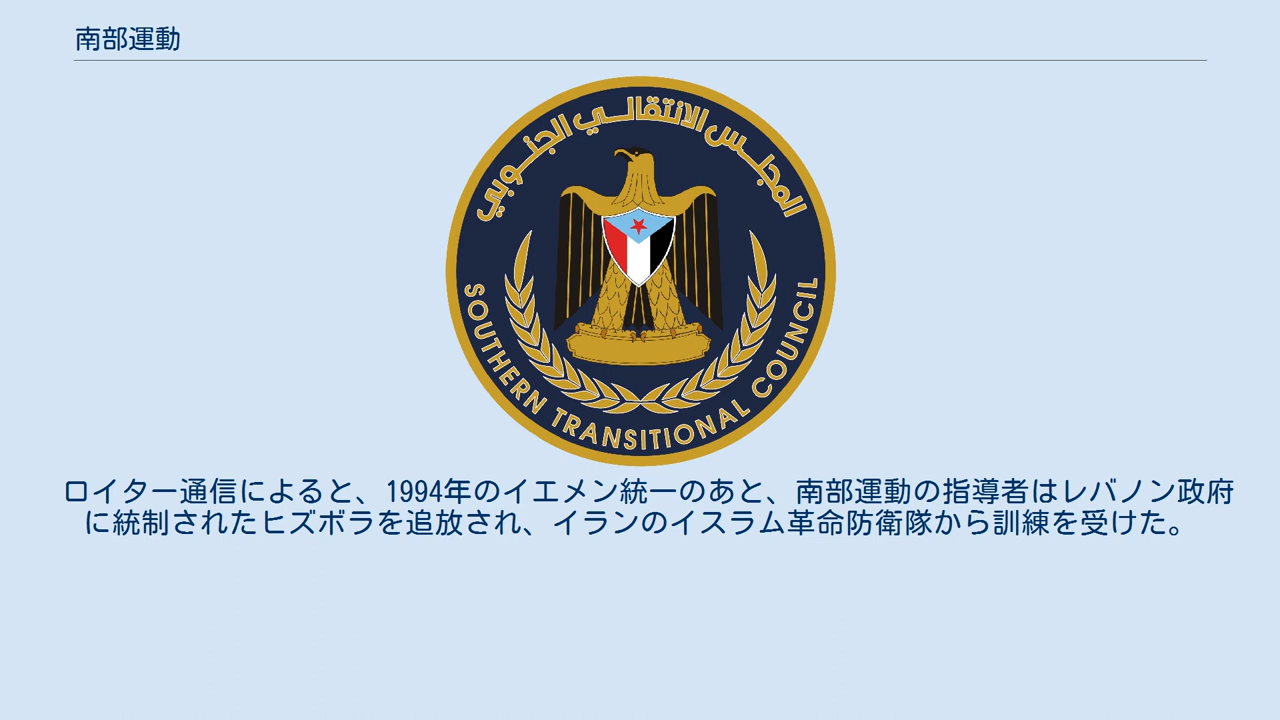 南部運動
المجلس الانتقالي الجنوبي
SOUTHERN TRANSITIONAL COUNCIL
ロイター通信によると、1994年のイエメン統一のあと、南部運動の指導者はレバノン政府
に統制されたヒズボラを追放され、イランのイスラム革命防衛隊から訓練を受けた。